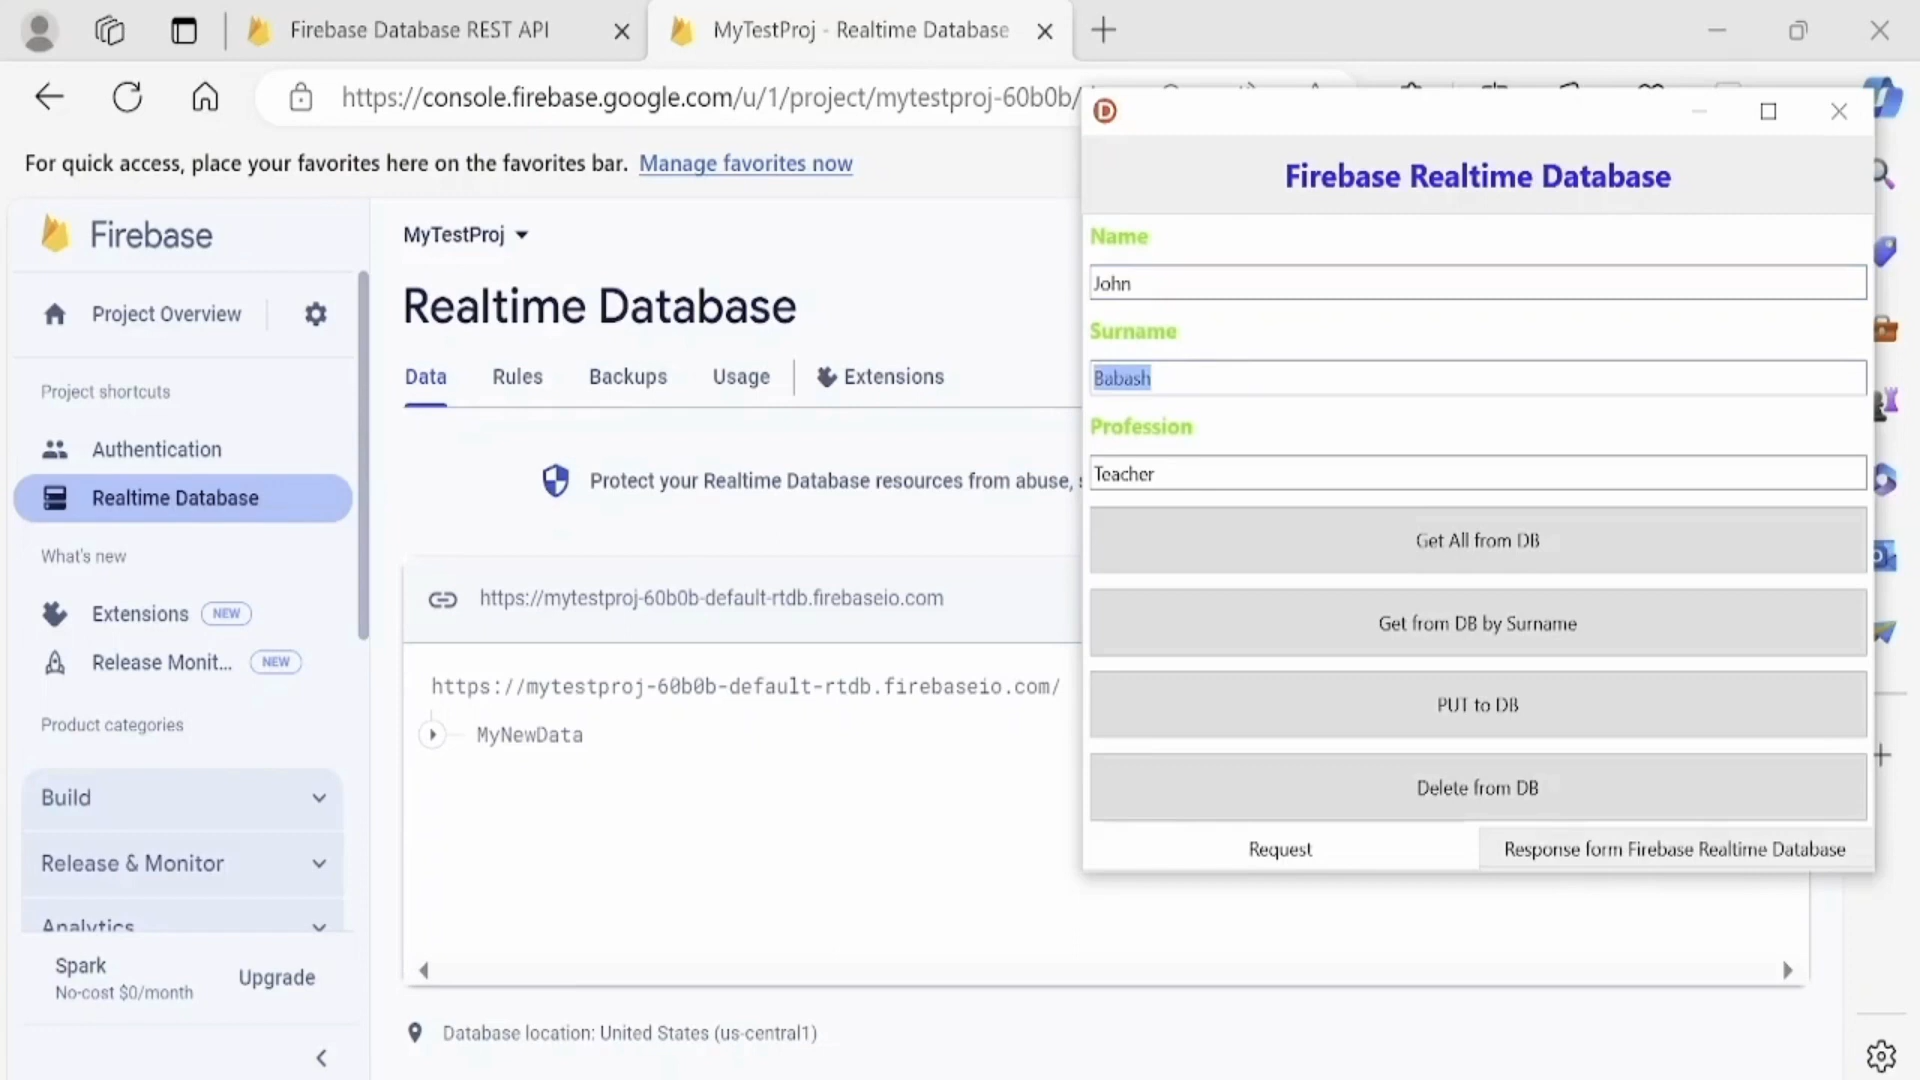 Firebase Database REST API
MyTestProj - Realtime Database
https://console.firebase.google.com/u/1/project/mytestproj-60b0b/
For quick access, place your favorites here on the favorites bar. Manage favorites now
Firebase
Project Overview
Project shortcuts
Authentication
Realtime Database
What's new
Extensions NEW
Release Monit... NEW
Product categories
Build
Release & Monitor
Analytics
Spark
No-cost $0/month
Upgrade
MyTestProj
Realtime Database
Data Rules Backups Usage Extensions
Protect your Realtime Database resources from abuse,
https://mytestproj-60b0b-default-rtdb.firebaseio.com
https://mytestproj-60b0b-default-rtdb.firebaseio.com/
MyNewData
Database location: United States (us-central1)
D
Firebase Realtime Database
Name
John
Surname
Babash
Profession
Teacher
Get All from DB
Get from DB by Surname
PUT to DB
Delete from DB
Request
Response form Firebase Realtime Database